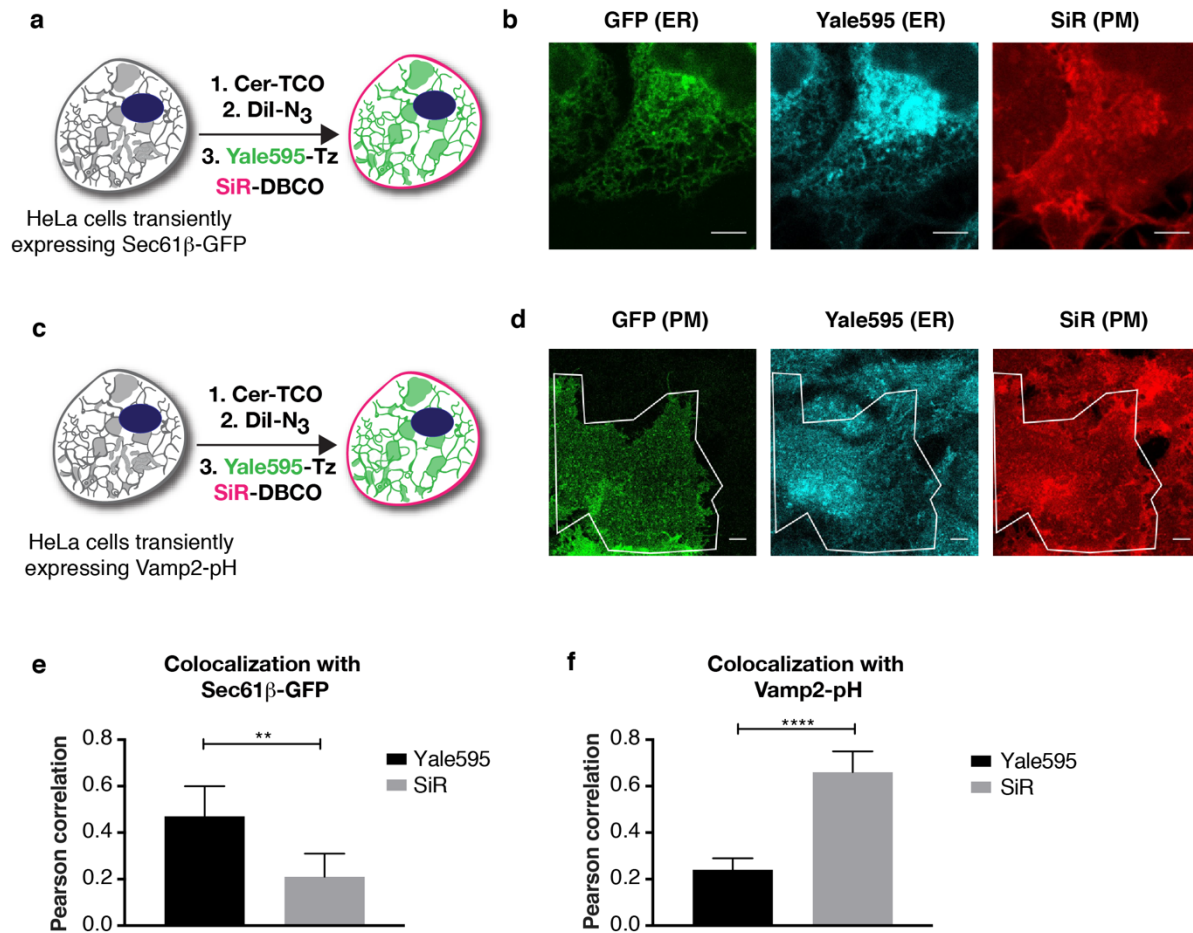 a
1. Cer-TCO
2. DiI-N3
3. Yale595-Tz
SiR-DBCO
HeLa cells transiently
expressing Sec61β-GFP
b
GFP (ER)
Yale595 (ER)
SiR (PM)
c
1. Cer-TCO
2. DiI-N3
3. Yale595-Tz
SiR-DBCO
HeLa cells transiently
expressing Vamp2-pH
d
GFP (PM)
Yale595 (ER)
SiR (PM)
e
Colocalization with
Sec61β-GFP
Pearson correlation
0.8
0.6
0.4
0.2
0.0
**
Yale595
SiR
f
Colocalization with
Vamp2-pH
Pearson correlation
0.8
0.6
0.4
0.2
0.0
****
Yale595
SiR